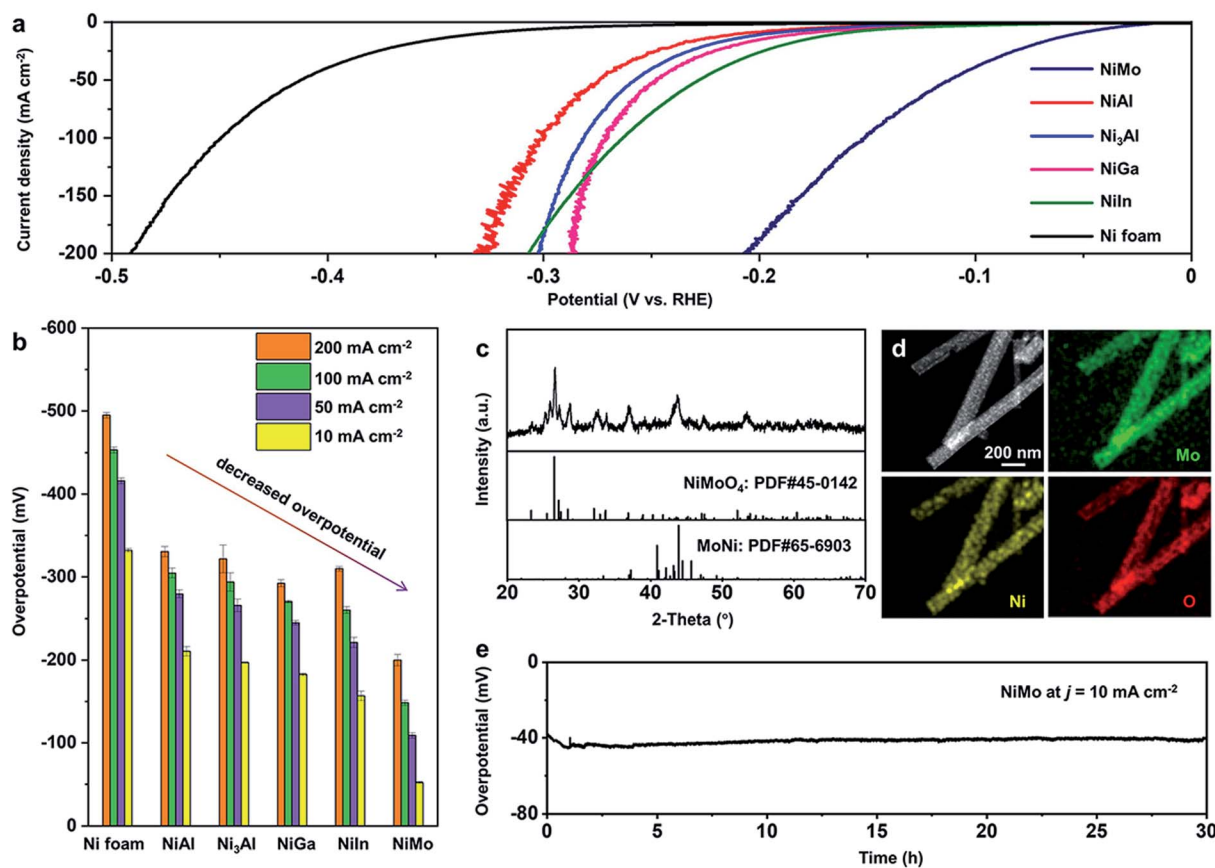 a
0
-50
-100
-150
-200
Current density (mA cm⁻²)
-0.5
-0.4
-0.3
-0.2
-0.1
0
Potential (V vs. RHE)
NiMo
NiAl
Ni₃Al
NiGa
NiIn
Ni foam
b
-600
-500
-400
-300
-200
-100
0
Overpotential (mV)
200 mA cm⁻²
100 mA cm⁻²
50 mA cm⁻²
10 mA cm⁻²
decreased overpotential
Ni foam
NiAl
Ni₃Al
NiGa
NiIn
NiMo
c
Intensity (a.u.)
NiMoO₄: PDF#45-0142
MoNi: PDF#65-6903
20
30
40
50
60
70
2-Theta (°)
d
200 nm
Mo
Ni
O
e
0
-40
-80
Overpotential (mV)
NiMo at j = 10 mA cm⁻²
0
5
10
15
20
25
30
Time (h)